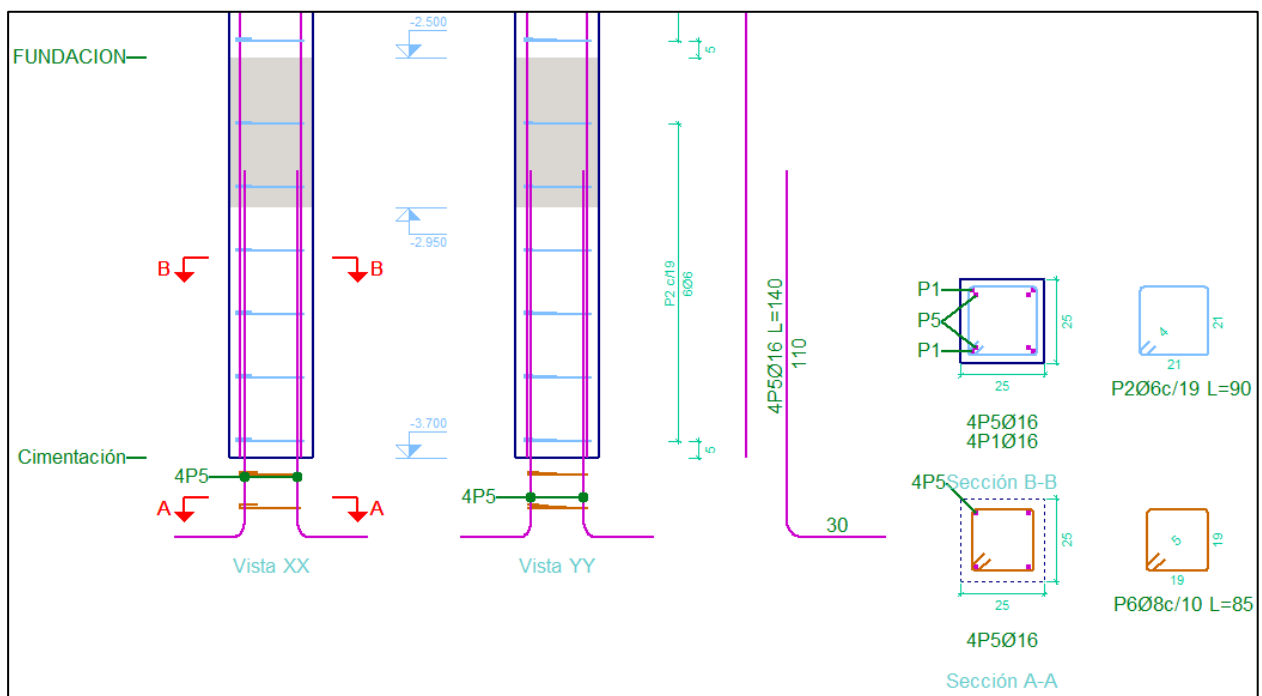 -2.500
FUNDACION
5
-2.950
B
B
P2 c/19
6Ø6
4P5Ø16 L=140
110
P1
P5
P1
25
25
4
21
21
P2Ø6c/19 L=90
4P5Ø16
4P1Ø16
-3.700
Cimentación
5
4P5
4P5
Sección B-B
4P5
A
A
30
25
25
5
19
19
P6Ø8c/10 L=85
Vista XX
Vista YY
4P5Ø16
Sección A-A